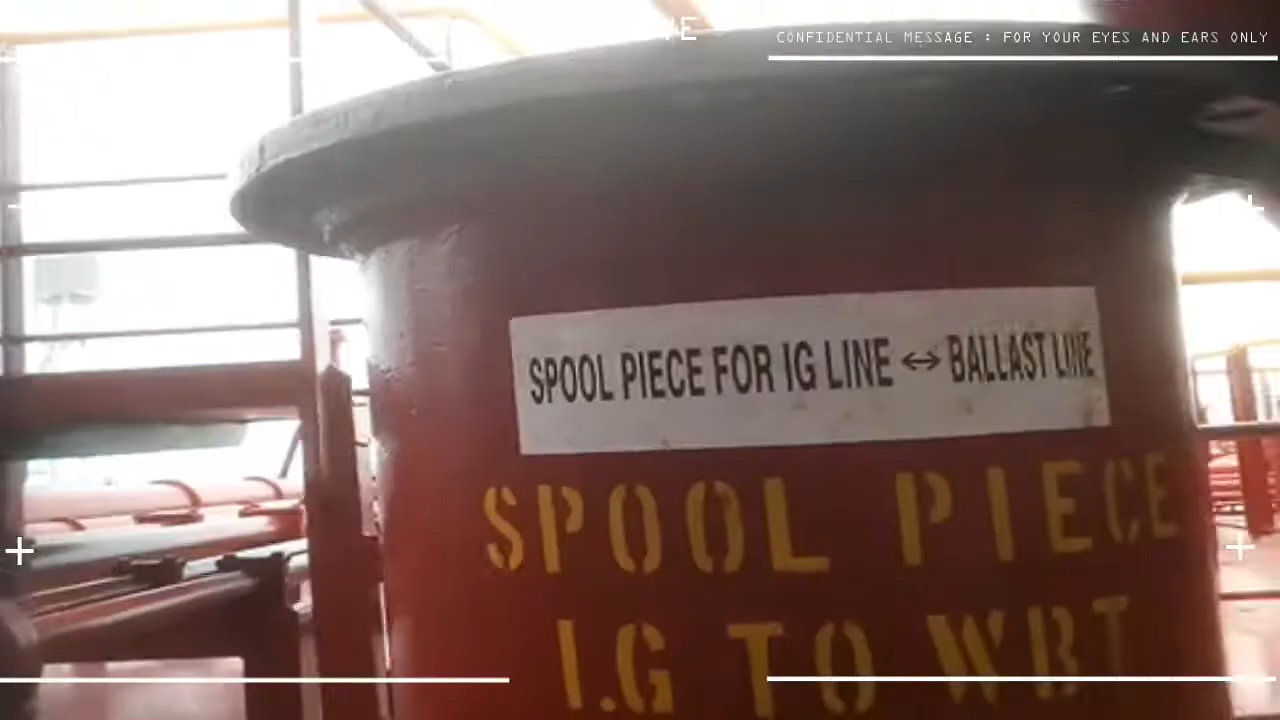 CONFIDENTIAL MESSAGE : FOR YOUR EYES AND EARS ONLY
SPOOL PIECE FOR IG LINE ↔ BALLAST LINE
SPOOL PIECE
I.G TO WBT